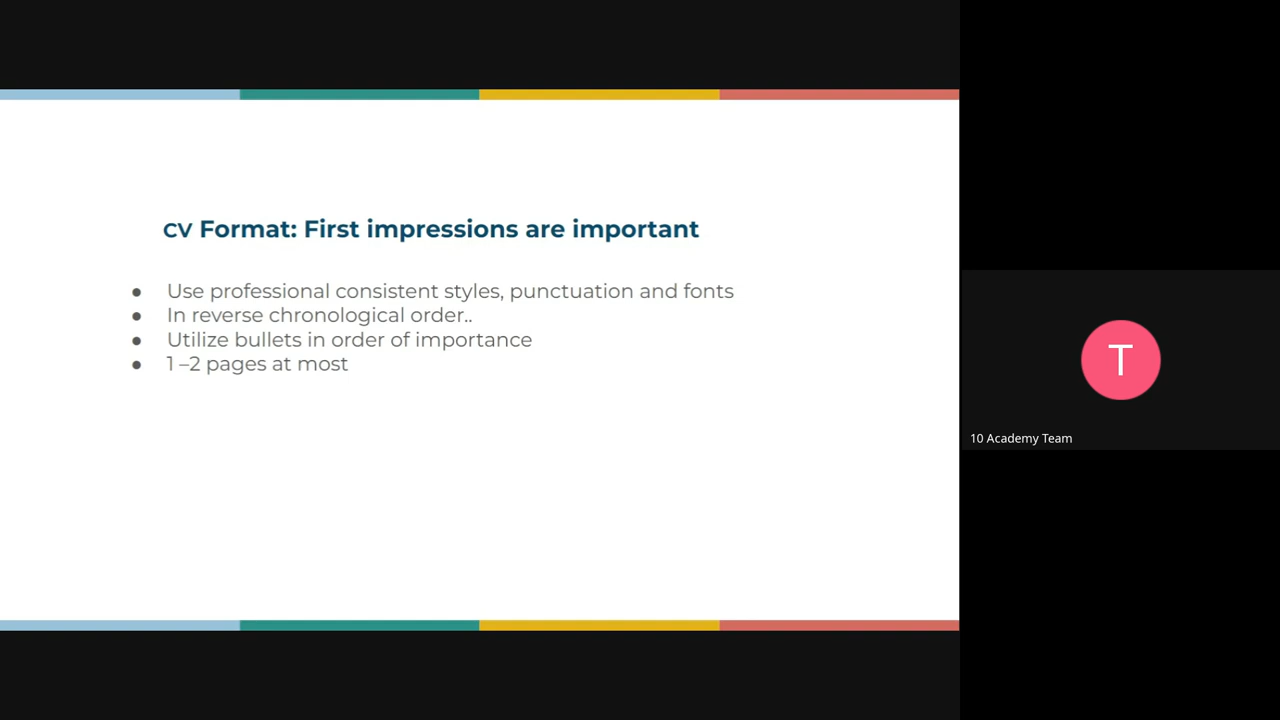 CV Format: First impressions are important
● Use professional consistent styles, punctuation and fonts
● In reverse chronological order..
● Utilize bullets in order of importance
● 1 –2 pages at most
T
10 Academy Team